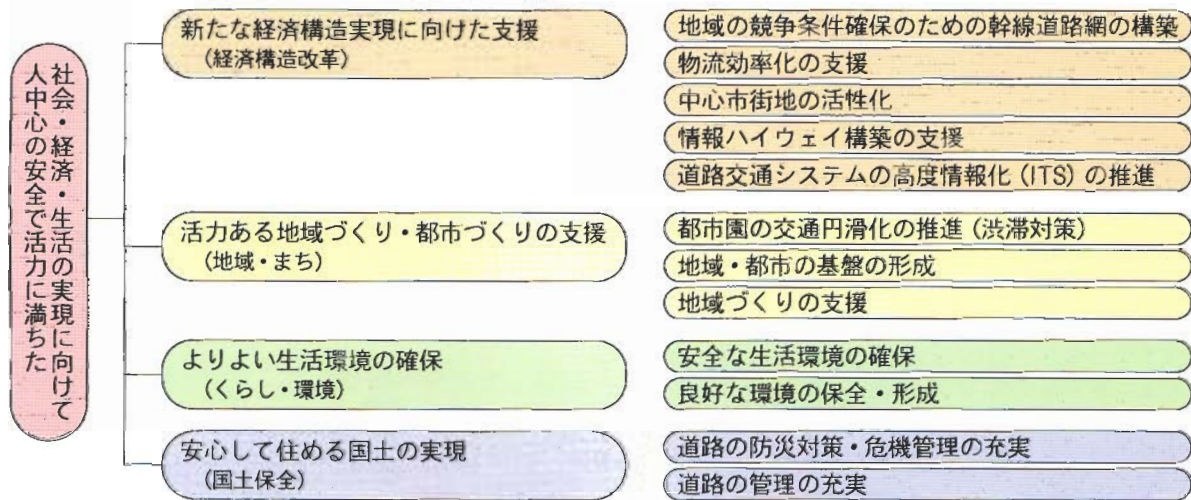 社会・経済・生活の実現に向けて
人中心の安全で活力に満ちた
新たな経済構造実現に向けた支援
(経済構造改革)
地域の競争条件確保のための幹線道路網の構築
物流効率化の支援
中心市街地の活性化
情報ハイウェイ構築の支援
道路交通システムの高度情報化(ITS)の推進
活力ある地域づくり・都市づくりの支援
(地域・まち)
都市園の交通円滑化の推進(渋滞対策)
地域・都市の基盤の形成
地域づくりの支援
よりよい生活環境の確保
(くらし・環境)
安全な生活環境の確保
良好な環境の保全・形成
安心して住める国土の実現
(国土保全)
道路の防災対策・危機管理の充実
道路の管理の充実